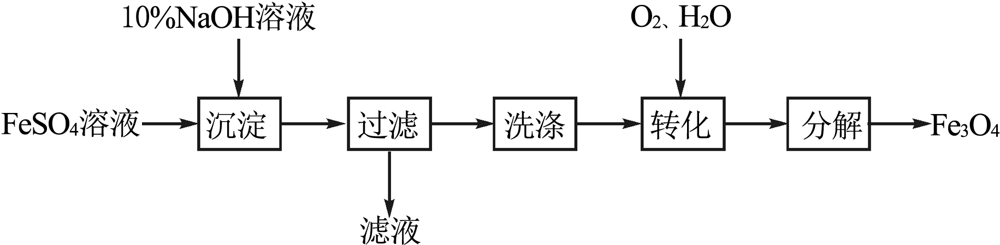 10%NaOH溶液
O₂、H₂O
FeSO₄溶液
沉淀
过滤
洗涤
转化
分解
Fe₃O₄
滤液